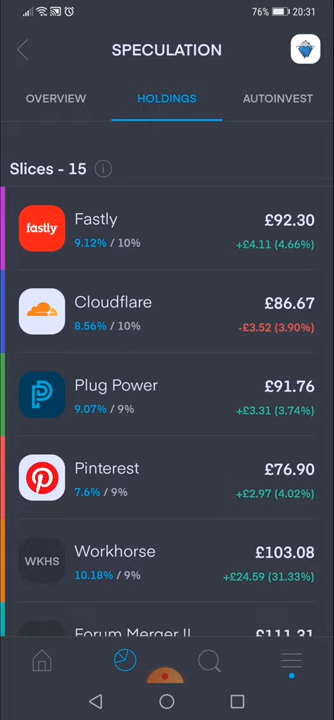 76% 20:31
SPECULATION
OVERVIEW HOLDINGS AUTOINVEST
Slices - 15 i
fastly Fastly £92.30
9.12% / 10% +£4.11 (4.66%)
Cloudflare £86.67
8.56% / 10% -£3.52 (3.90%)
Plug Power £91.76
9.07% / 9% +£3.31 (3.74%)
Pinterest £76.90
7.6% / 9% +£2.97 (4.02%)
WKHS Workhorse £103.08
10.18% / 9% +£24.59 (31.33%)
Forum Merger II £111.31